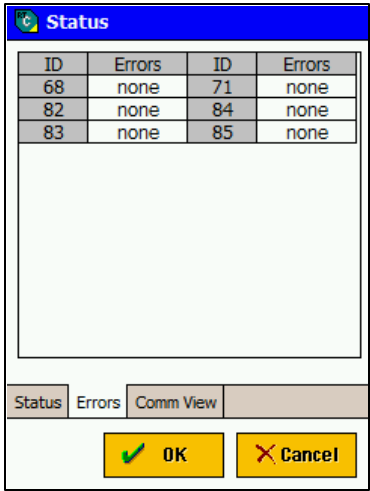 Status
ID Errors ID Errors
68 none 71 none
82 none 84 none
83 none 85 none
Status Errors Comm View
OK Cancel